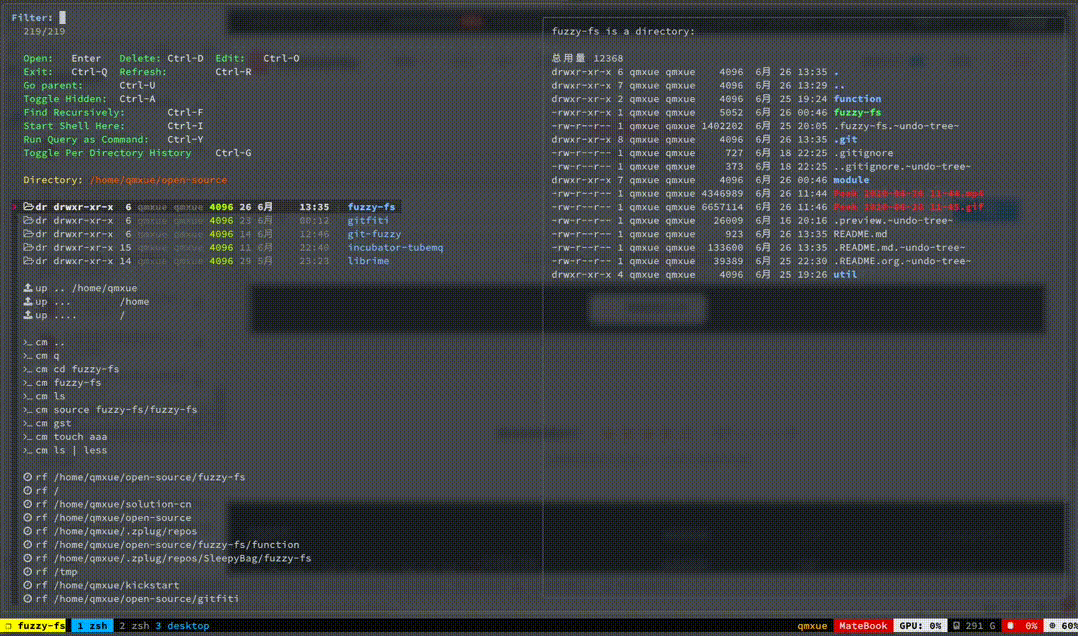 Filter:
219/219
Open: Enter Delete: Ctrl-D Edit: Ctrl-O
Exit: Ctrl-Q Refresh: Ctrl-R
Go parent: Ctrl-U
Toggle Hidden: Ctrl-A
Find Recursively: Ctrl-F
Start Shell Here: Ctrl-I
Run Query as Command: Ctrl-Y
Toggle Per Directory History Ctrl-G
Directory: /home/qmxue/open-source
dr drwxr-xr-x 6 qmxue qmxue 4096 26 6月 13:35 fuzzy-fs
dr drwxr-xr-x 6 qmxue qmxue 4096 23 6月 00:12 gitfiti
dr drwxr-xr-x 6 qmxue qmxue 4096 14 6月 12:46 git-fuzzy
dr drwxr-xr-x 15 qmxue qmxue 4096 11 6月 22:40 incubator-tubemq
dr drwxr-xr-x 14 qmxue qmxue 4096 29 5月 23:23 librime
up .. /home/qmxue
up ... /home
up .... /
>_ cm ..
>_ cm q
>_ cm cd fuzzy-fs
>_ cm fuzzy-fs
>_ cm ls
>_ cm source fuzzy-fs/fuzzy-fs
>_ cm gst
>_ cm touch aaa
>_ cm ls | less
rf /home/qmxue/open-source/fuzzy-fs
rf /
rf /home/qmxue/solution-cn
rf /home/qmxue/open-source
rf /home/qmxue/.zplug/repos
rf /home/qmxue/open-source/fuzzy-fs/function
rf /home/qmxue/.zplug/repos/SleepyBag/fuzzy-fs
rf /tmp
rf /home/qmxue/kickstart
rf /home/qmxue/open-source/gitfiti
fuzzy-fs is a directory:
总用量 12368
drwxr-xr-x 6 qmxue qmxue 4096 6月 26 13:35 .
drwxr-xr-x 7 qmxue qmxue 4096 6月 26 13:29 ..
drwxr-xr-x 2 qmxue qmxue 4096 6月 25 19:24 function
-rwxr-xr-x 1 qmxue qmxue 5052 6月 26 00:46 fuzzy-fs
-rw-r--r-- 1 qmxue qmxue 1402202 6月 25 20:05 .fuzzy-fs.~undo-tree~
drwxr-xr-x 8 qmxue qmxue 4096 6月 26 13:35 .git
-rw-r--r-- 1 qmxue qmxue 727 6月 18 22:25 .gitignore
-rw-r--r-- 1 qmxue qmxue 373 6月 18 22:25 ..gitignore.~undo-tree~
drwxr-xr-x 7 qmxue qmxue 4096 6月 26 00:46 module
-rw-r--r-- 1 qmxue qmxue 4346989 6月 26 11:44
-rw-r--r-- 1 qmxue qmxue 6657114 6月 26 11:46
-rw-r--r-- 1 qmxue qmxue 26009 6月 16 20:16 .preview.~undo-tree~
-rw-r--r-- 1 qmxue qmxue 923 6月 26 13:35 README.md
-rw-r--r-- 1 qmxue qmxue 133600 6月 26 13:35 .README.md.~undo-tree~
-rw-r--r-- 1 qmxue qmxue 39389 6月 25 22:30 .README.org.~undo-tree~
drwxr-xr-x 4 qmxue qmxue 4096 6月 25 19:26 util
fuzzy-fs 1 zsh 2 zsh 3 desktop qmxue MateBook GPU: 0% 291 G 0% 60%